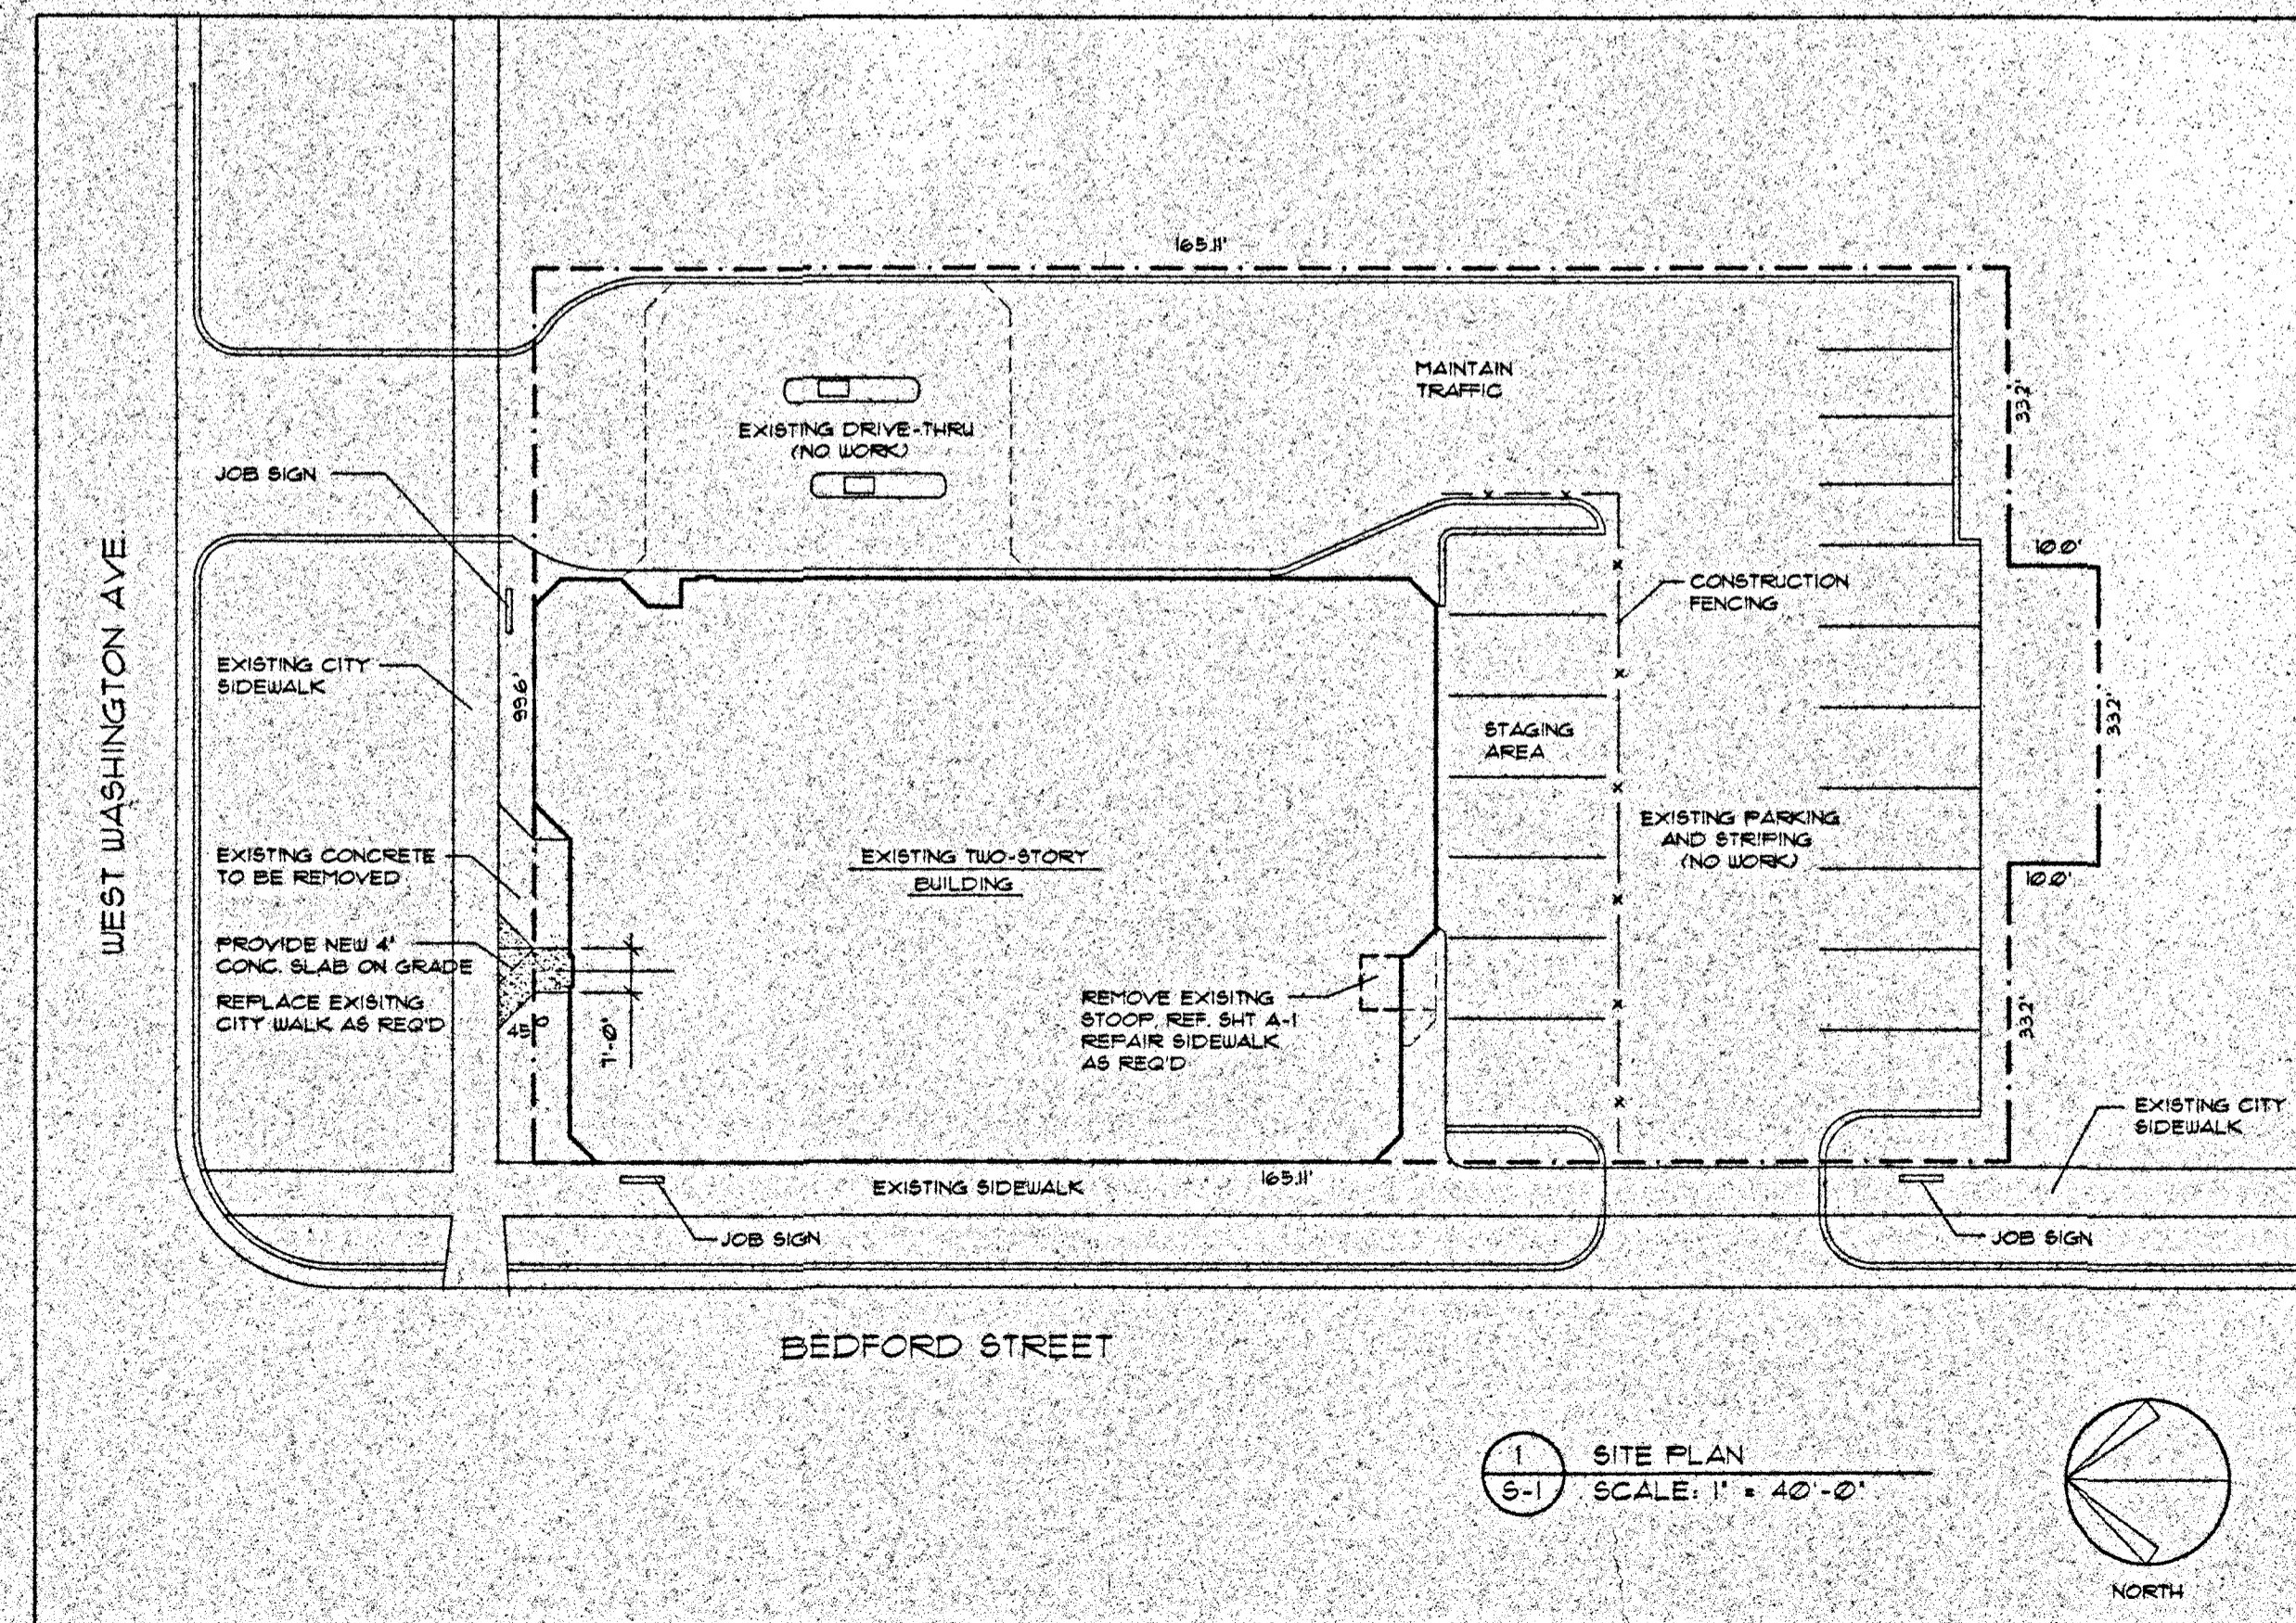 165.11'
MAINTAIN
TRAFFIC
33.2'
EXISTING DRIVE-THRU
(NO WORK)
JOB SIGN
10.0'
CONSTRUCTION
FENCING
WEST WASHINGTON AVE.
EXISTING CITY
SIDEWALK
99.6'
33.2'
STAGING
AREA
EXISTING PARKING
AND STRIPING
(NO WORK)
EXISTING CONCRETE
TO BE REMOVED
EXISTING TWO-STORY
BUILDING
10.0'
PROVIDE NEW 4"
CONC. SLAB ON GRADE
REPLACE EXISITNG
CITY WALK AS REQ'D
45°
7'-0"
REMOVE EXISITNG
STOOP. REF. SHT A-1
REPAIR SIDEWALK
AS REQ'D
33.2'
EXISTING CITY
SIDEWALK
EXISTING SIDEWALK
165.11'
JOB SIGN
JOB SIGN
BEDFORD STREET
1
SITE PLAN
S-1
SCALE: 1" = 40'-0"
NORTH